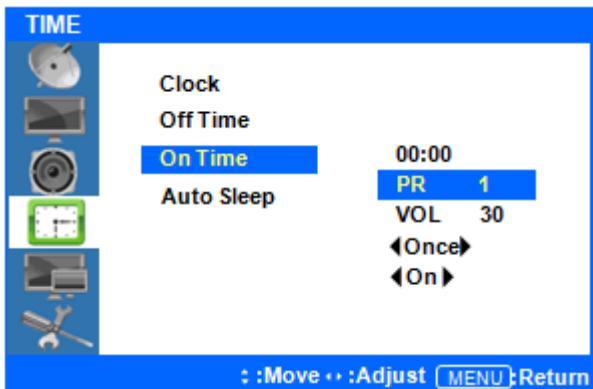 TIME
Clock
Off Time
On Time 00:00
PR 1
Auto Sleep
VOL 30
Once
On
:Move :Adjust MENU:Return